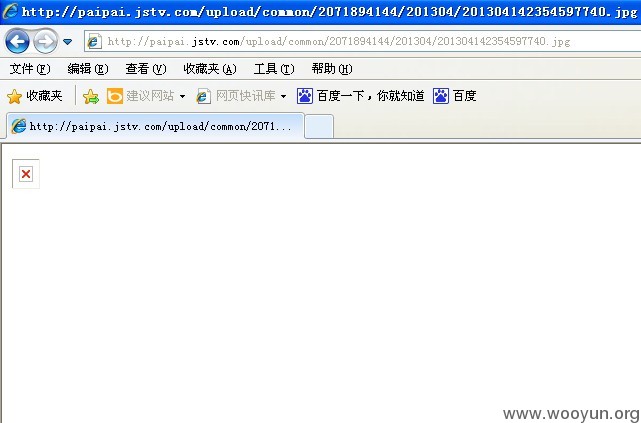 http://paipai.jstv.com/upload/common/2071894144/201304/201304142354597740.jpg
http://paipai.jstv.com/upload/common/2071894144/201304/201304142354597740.jpg
文件(F) 编辑(E) 查看(V) 收藏夹(A) 工具(T) 帮助(H)
收藏夹 建议网站 网页快讯库 百度一下，你就知道 百度
http://paipai.jstv.com/upload/common/2071...
www.wooyun.org